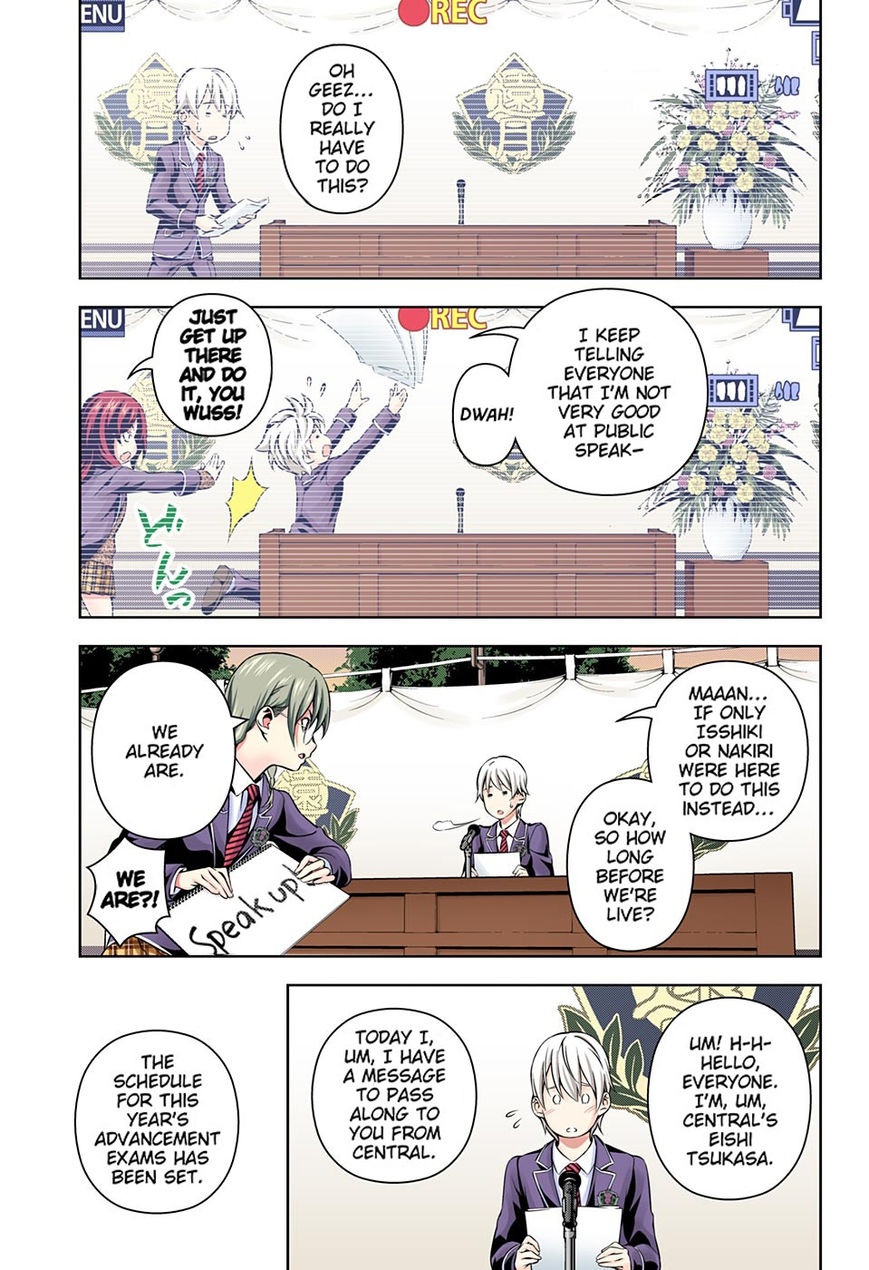 ENU
REC
OH
GEEZ...
DO I
REALLY
HAVE
TO DO
THIS?
ENU
REC
I KEEP
TELLING
EVERYONE
THAT I'M NOT
VERY GOOD
AT PUBLIC
SPEAK-
DWAH!
JUST
GET UP
THERE
AND DO
IT, YOU
WUSS!
どんっ
MAAAN...
IF ONLY
ISSHIKI
OR NAKIRI
WERE HERE
TO DO THIS
INSTEAD...
OKAY,
SO HOW
LONG
BEFORE
WE'RE
LIVE?
WE
ALREADY
ARE.
WE
ARE?!
Speak up!
UM! H-H-
HELLO,
EVERYONE.
I'M, UM,
CENTRAL'S
EISHI
TSUKASA.
TODAY I,
UM, I HAVE
A MESSAGE
TO PASS
ALONG TO
YOU FROM
CENTRAL.
THE
SCHEDULE
FOR THIS
YEAR'S
ADVANCEMENT
EXAMS HAS
BEEN SET.